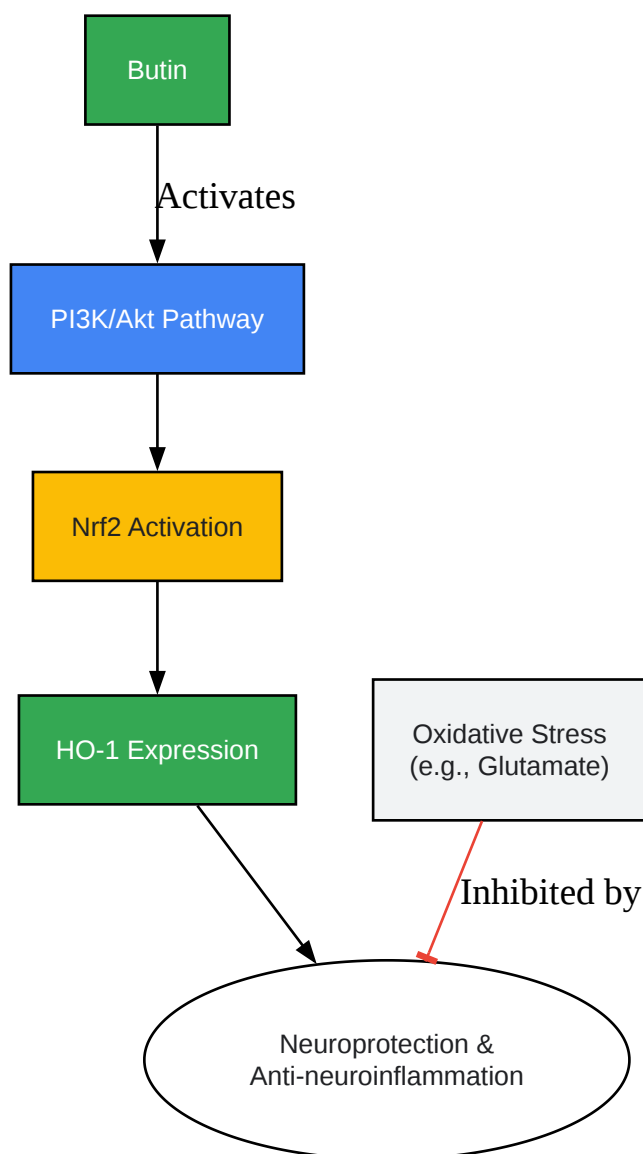 Butin
Activates
PI3K/Akt Pathway
Nrf2 Activation
HO-1 Expression
Oxidative Stress
(e.g., Glutamate)
Inhibited by
Neuroprotection &
Anti-neuroinflammation